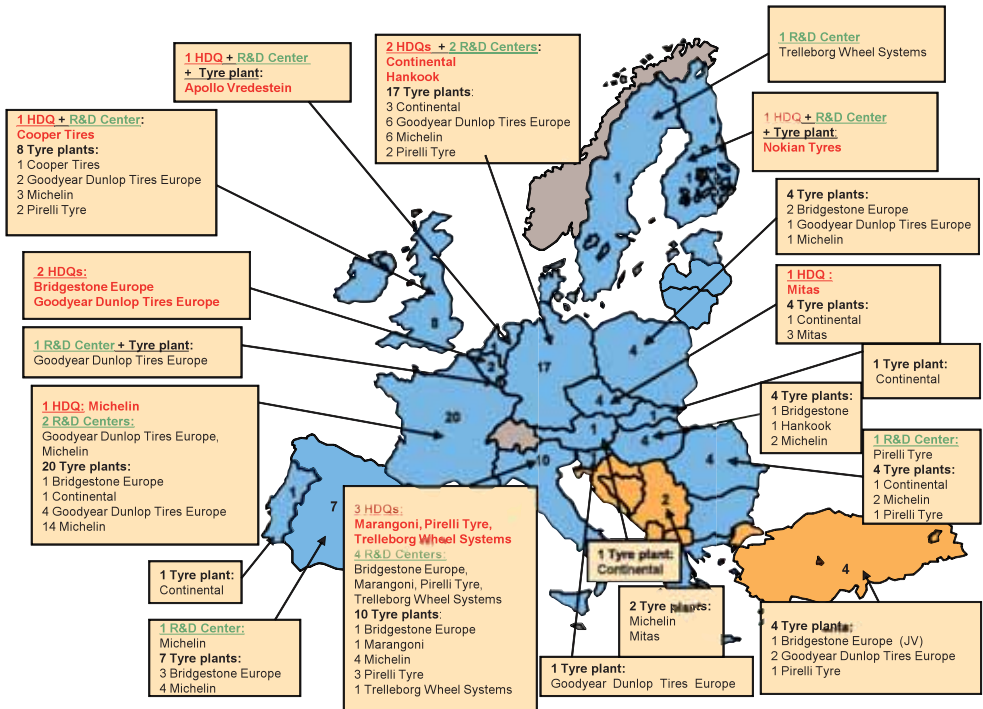 1 HDQ + R&D Center
+ Tyre plant:
Apollo Vredestein
2 HDQs + 2 R&D Centers:
Continental
Hankook
17 Tyre plants:
3 Continental
6 Goodyear Dunlop Tires Europe
6 Michelin
2 Pirelli Tyre
1 R&D Center
Trelleborg Wheel Systems
1 HDQ + R&D Center
+ Tyre plant:
Nokian Tyres
1 HDQ + R&D Center:
Cooper Tires
8 Tyre plants:
1 Cooper Tires
2 Goodyear Dunlop Tires Europe
3 Michelin
2 Pirelli Tyre
4 Tyre plants:
2 Bridgestone Europe
1 Goodyear Dunlop Tires Europe
1 Michelin
2 HDQs:
Bridgestone Europe
Goodyear Dunlop Tires Europe
1 HDQ :
Mitas
4 Tyre plants:
1 Continental
3 Mitas
1 R&D Center + Tyre plant:
Goodyear Dunlop Tires Europe
1 Tyre plant:
Continental
1 HDQ: Michelin
2 R&D Centers:
Goodyear Dunlop Tires Europe,
Michelin
20 Tyre plants:
1 Bridgestone Europe
1 Continental
4 Goodyear Dunlop Tires Europe
14 Michelin
4 Tyre plants:
1 Bridgestone
1 Hankook
2 Michelin
1 R&D Center:
Pirelli Tyre
4 Tyre plants:
1 Continental
2 Michelin
1 Pirelli Tyre
1
1
8
2
17
4
20
4
1
1
4
10
4
1
7
2
4
3 HDQs:
Marangoni, Pirelli Tyre,
Trelleborg Wheel Systems
4 R&D Centers:
Bridgestone Europe,
Marangoni, Pirelli Tyre,
Trelleborg Wheel Systems
10 Tyre plants:
1 Bridgestone Europe
1 Marangoni
4 Michelin
3 Pirelli Tyre
1 Trelleborg Wheel Systems
1 Tyre plant:
Continental
1 Tyre plant:
Continental
1 R&D Center:
Michelin
7 Tyre plants:
3 Bridgestone Europe
4 Michelin
2 Tyre plants:
Michelin
Mitas
1 Tyre plant:
Goodyear Dunlop Tires Europe
4 Tyre plants:
1 Bridgestone Europe (JV)
2 Goodyear Dunlop Tires Europe
1 Pirelli Tyre